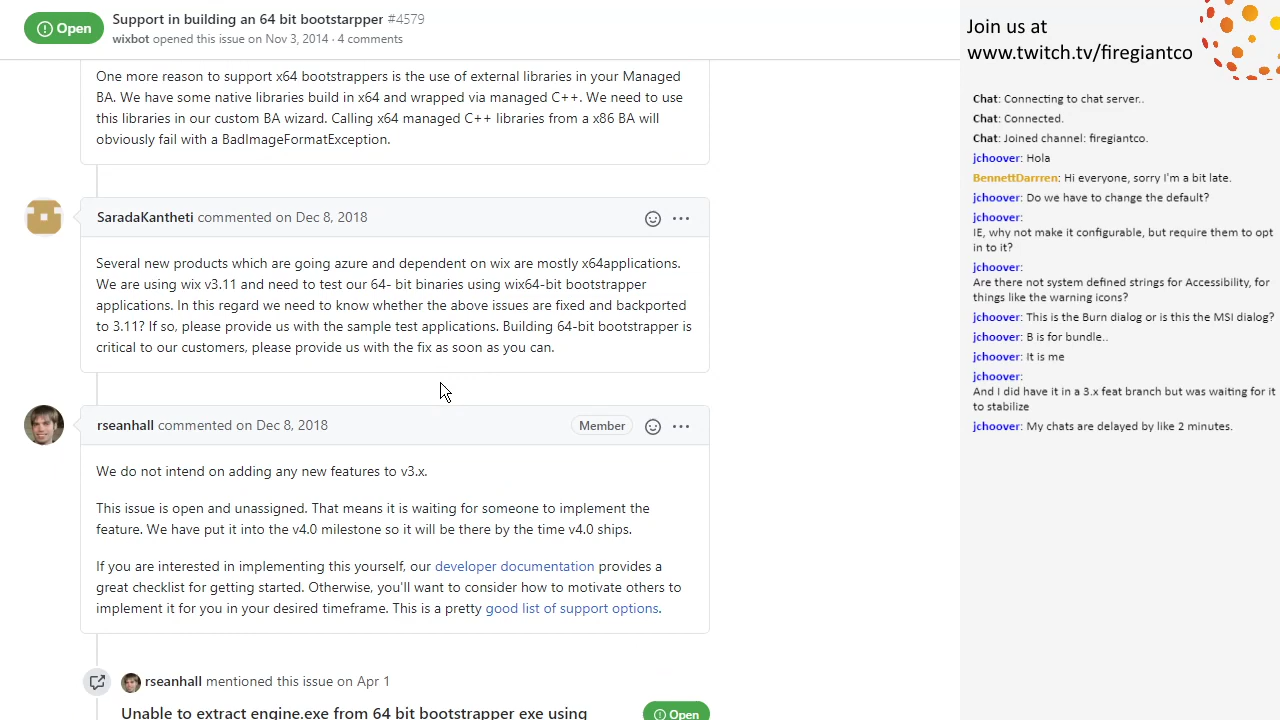 Open
Support in building an 64 bit bootstarpper #4579
wixbot opened this issue on Nov 3, 2014 · 4 comments
One more reason to support x64 bootstrappers is the use of external libraries in your Managed
BA. We have some native libraries build in x64 and wrapped via managed C++. We need to use
this libraries in our custom BA wizard. Calling x64 managed C++ libraries from a x86 BA will
obviously fail with a BadImageFormatException.
SaradaKantheti commented on Dec 8, 2018
Several new products which are going azure and dependent on wix are mostly x64applications.
We are using wix v3.11 and need to test our 64- bit binaries using wix64-bit bootstrapper
applications. In this regard we need to know whether the above issues are fixed and backported
to 3.11? If so, please provide us with the sample test applications. Building 64-bit bootstrapper is
critical to our customers, please provide us with the fix as soon as you can.
rseanhall commented on Dec 8, 2018
Member
We do not intend on adding any new features to v3.x.
This issue is open and unassigned. That means it is waiting for someone to implement the
feature. We have put it into the v4.0 milestone so it will be there by the time v4.0 ships.
If you are interested in implementing this yourself, our developer documentation provides a
great checklist for getting started. Otherwise, you'll want to consider how to motivate others to
implement it for you in your desired timeframe. This is a pretty good list of support options.
rseanhall mentioned this issue on Apr 1
Unable to extract engine.exe from 64 bit bootstrapper exe using
Open
Join us at
www.twitch.tv/firegiantco
Chat: Connecting to chat server..
Chat: Connected.
Chat: Joined channel: firegiantco.
jchoover: Hola
BennettDarrren: Hi everyone, sorry I'm a bit late.
jchoover: Do we have to change the default?
jchoover:
IE, why not make it configurable, but require them to opt
in to it?
jchoover:
Are there not system defined strings for Accessibility, for
things like the warning icons?
jchoover: This is the Burn dialog or is this the MSI dialog?
jchoover: B is for bundle..
jchoover: It is me
jchoover:
And I did have it in a 3.x feat branch but was waiting for it
to stabilize
jchoover: My chats are delayed by like 2 minutes.